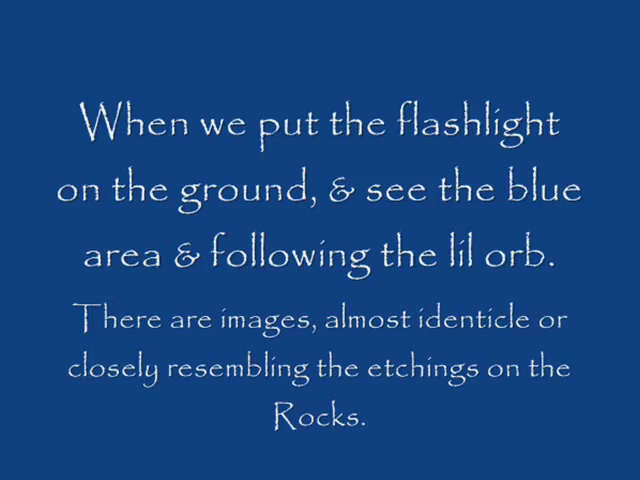 When we put the flashlight
on the ground, & see the blue
area & following the lil orb.
There are images, almost identicle or
closely resembling the etchings on the
Rocks.